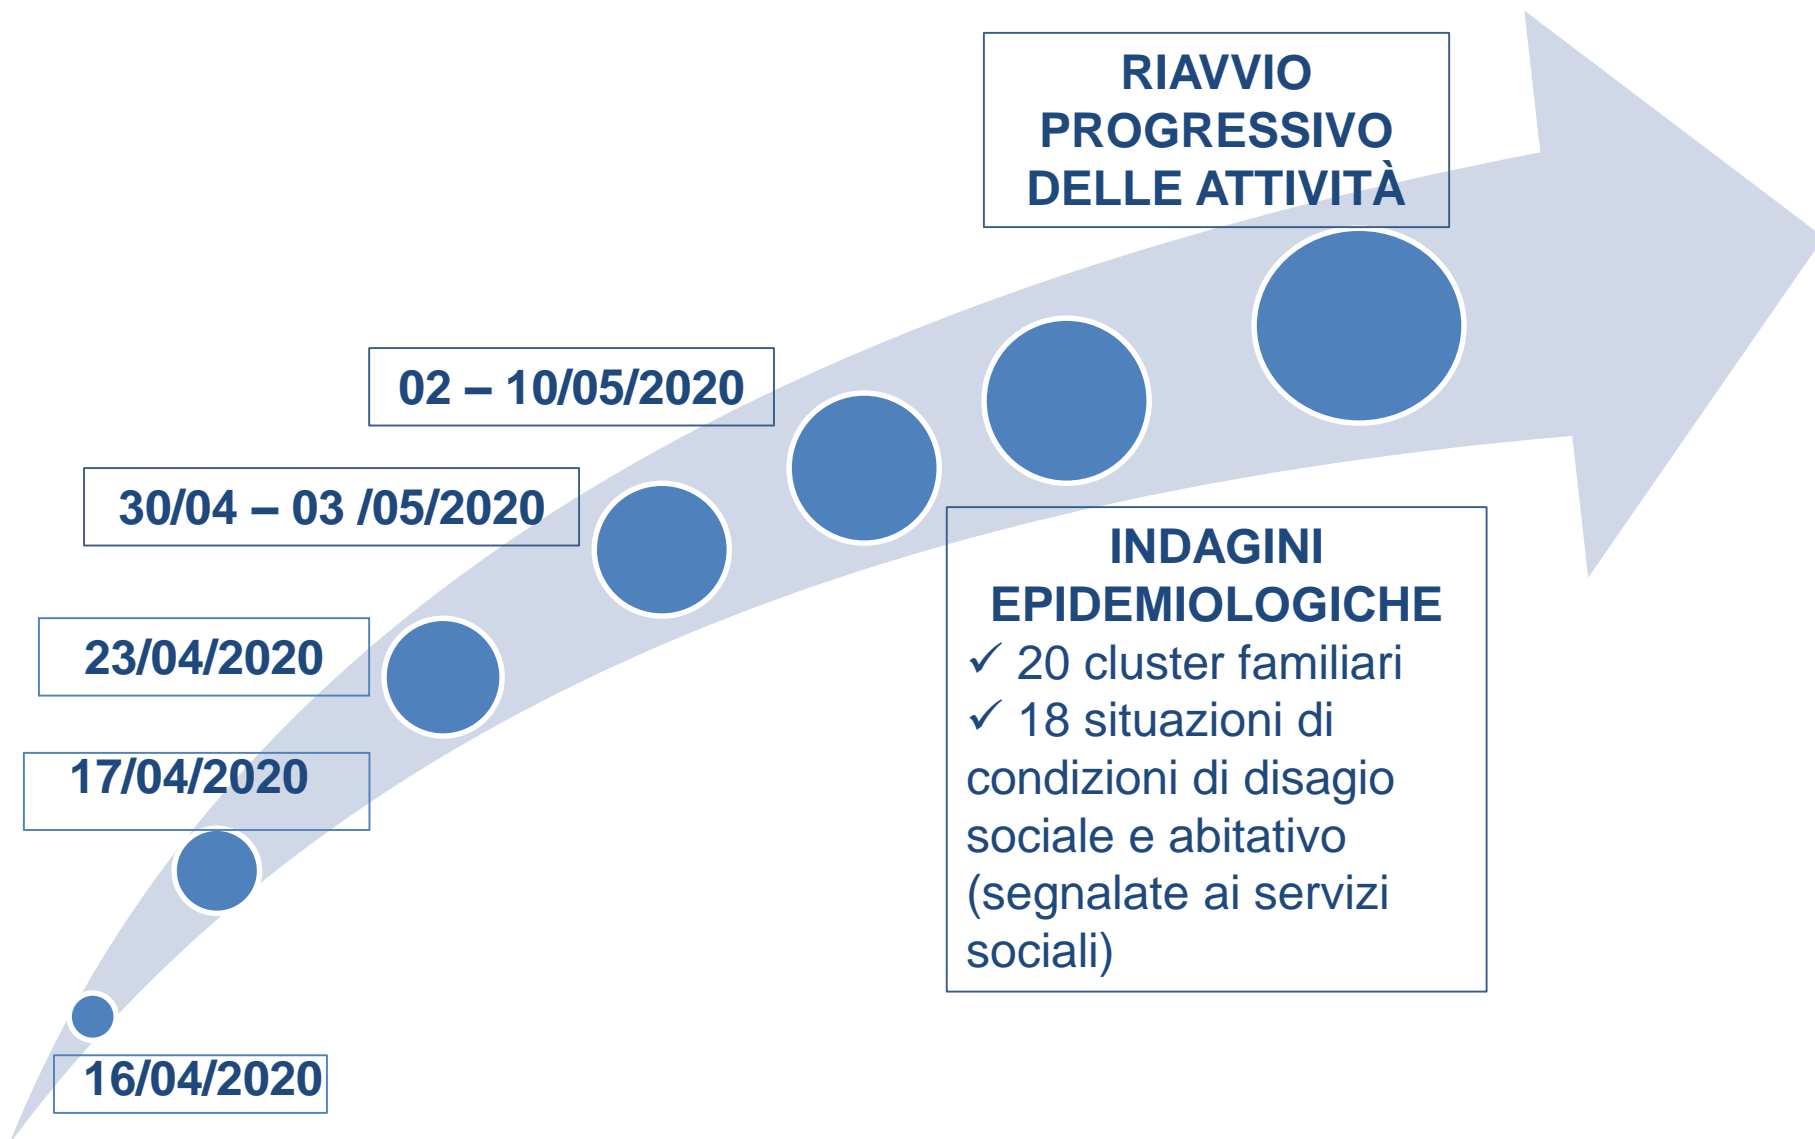 RIAVVIO
PROGRESSIVO
DELLE ATTIVITÀ
02 – 10/05/2020
30/04 – 03 /05/2020
23/04/2020
17/04/2020
16/04/2020
INDAGINI
EPIDEMIOLOGICHE
✓ 20 cluster familiari
✓ 18 situazioni di
condizioni di disagio
sociale e abitativo
(segnalate ai servizi
sociali)